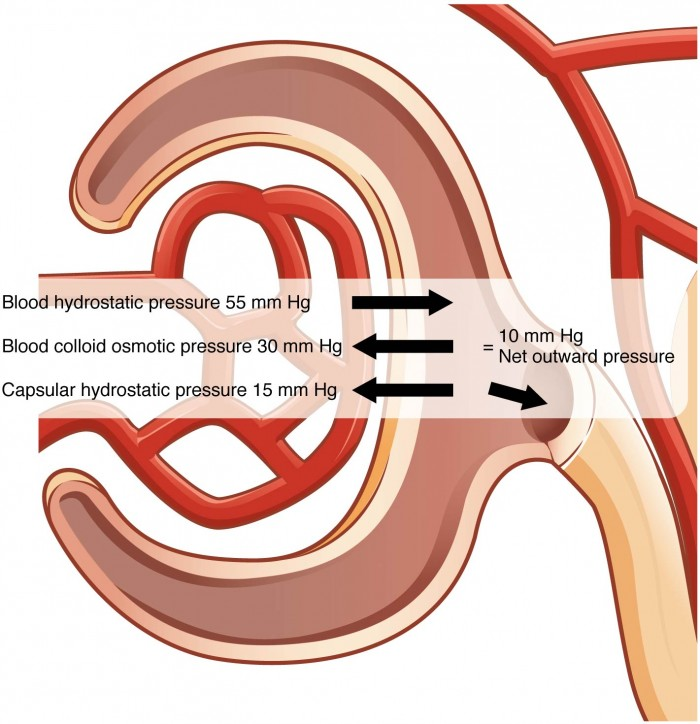 Blood hydrostatic pressure 55 mm Hg
Blood colloid osmotic pressure 30 mm Hg
Capsular hydrostatic pressure 15 mm Hg
= 10 mm Hg
Net outward pressure